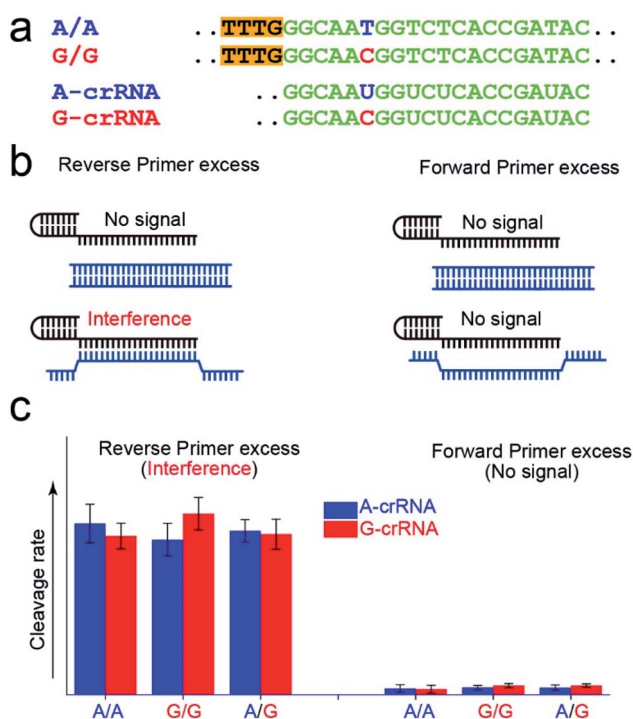 a
A/A ..TTTGGGCAATGGTCTCACCGATAC..
G/G ..TTTGGGCAACGGTCTCACCGATAC..
A-crRNA ..GGCAAUGGUCUCACCGAUAC
G-crRNA ..GGCAACGGUCUCACCGAUAC
b
Reverse Primer excess
Forward Primer excess
No signal
No signal
Interference
No signal
c
Reverse Primer excess
(Interference)
Forward Primer excess
(No signal)
A-crRNA
G-crRNA
Cleavage rate
A/A G/G A/G A/A G/G A/G